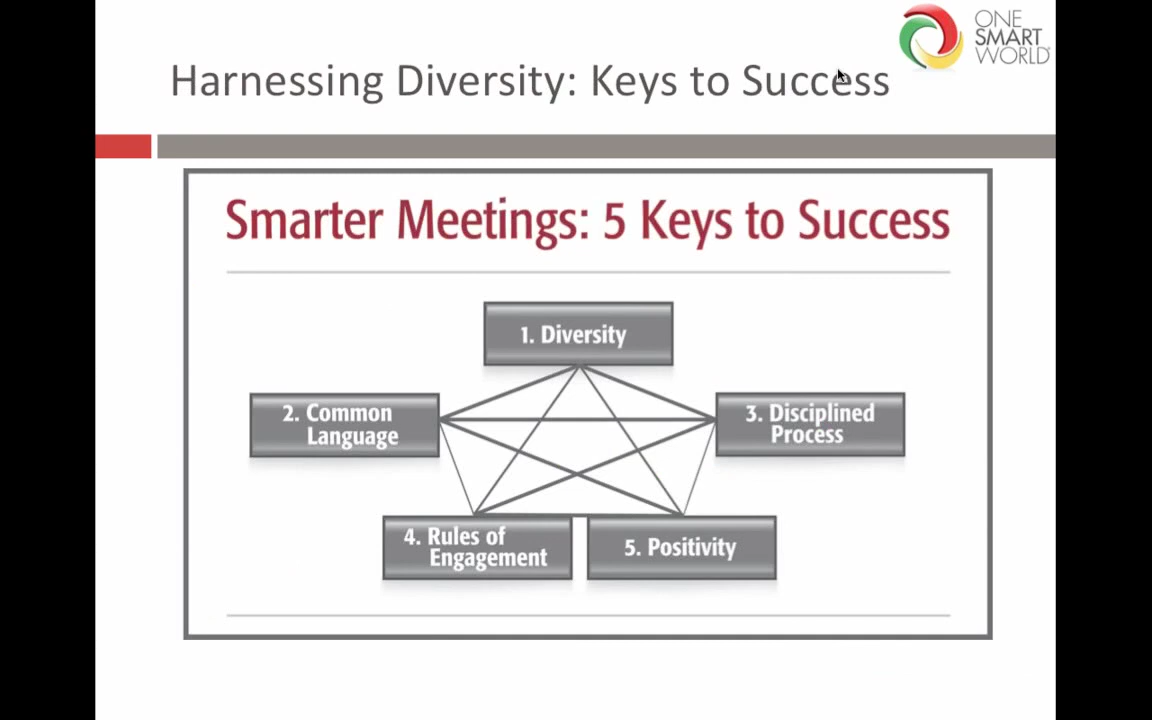 ONE
SMART
WORLD
Harnessing Diversity: Keys to Success
Smarter Meetings: 5 Keys to Success
1. Diversity
2. Common
Language
3. Disciplined
Process
4. Rules of
Engagement
5. Positivity